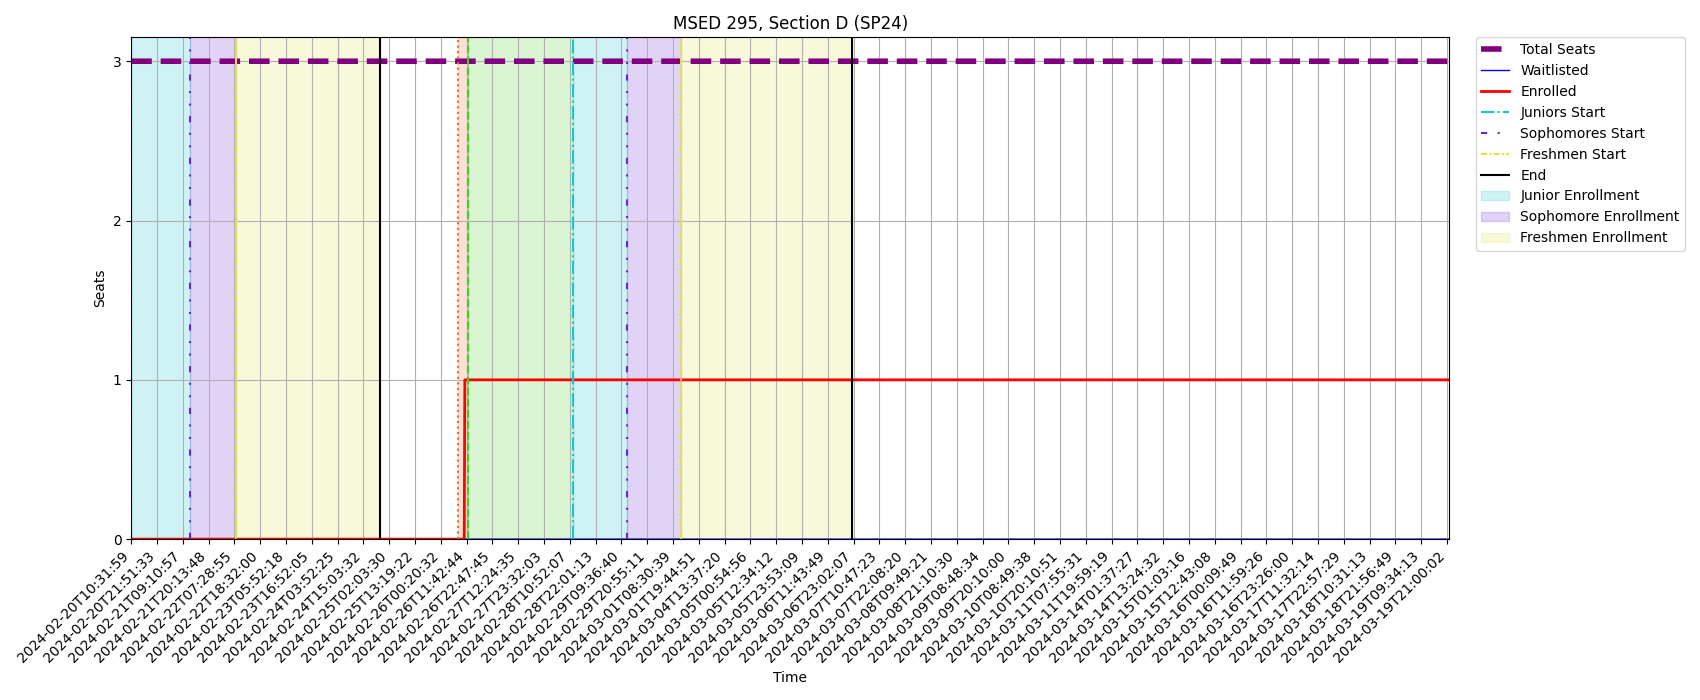 MSED 295, Section D (SP24)
Total Seats
Waitlisted
Enrolled
Juniors Start
Sophomores Start
Freshmen Start
End
Junior Enrollment
Sophomore Enrollment
Freshmen Enrollment
Seats
3
2
1
0
2024-02-20T10:31:59
2024-02-20T21:51:33
2024-02-21T09:10:57
2024-02-21T20:13:48
2024-02-22T07:28:55
2024-02-22T18:32:00
2024-02-23T05:52:18
2024-02-23T16:52:05
2024-02-24T03:52:25
2024-02-24T15:03:32
2024-02-25T02:03:30
2024-02-25T13:19:22
2024-02-26T00:20:32
2024-02-26T11:42:44
2024-02-26T22:47:45
2024-02-27T12:24:35
2024-02-27T23:32:03
2024-02-28T10:52:07
2024-02-28T22:01:13
2024-02-29T09:36:40
2024-02-29T20:55:11
2024-03-01T08:30:39
2024-03-01T19:44:51
2024-03-04T13:37:20
2024-03-05T00:54:56
2024-03-05T12:34:12
2024-03-05T23:53:09
2024-03-06T11:43:49
2024-03-06T23:02:07
2024-03-07T10:47:23
2024-03-07T22:08:20
2024-03-08T09:49:21
2024-03-08T21:10:30
2024-03-09T08:48:34
2024-03-09T20:10:00
2024-03-10T08:49:38
2024-03-10T20:10:51
2024-03-11T07:55:31
2024-03-11T19:59:19
2024-03-14T01:37:27
2024-03-14T13:24:32
2024-03-15T01:03:16
2024-03-15T12:43:08
2024-03-16T00:09:49
2024-03-16T11:59:26
2024-03-16T23:26:00
2024-03-17T11:32:14
2024-03-17T22:57:29
2024-03-18T10:31:13
2024-03-18T21:56:49
2024-03-19T09:34:13
2024-03-19T21:00:02
Time